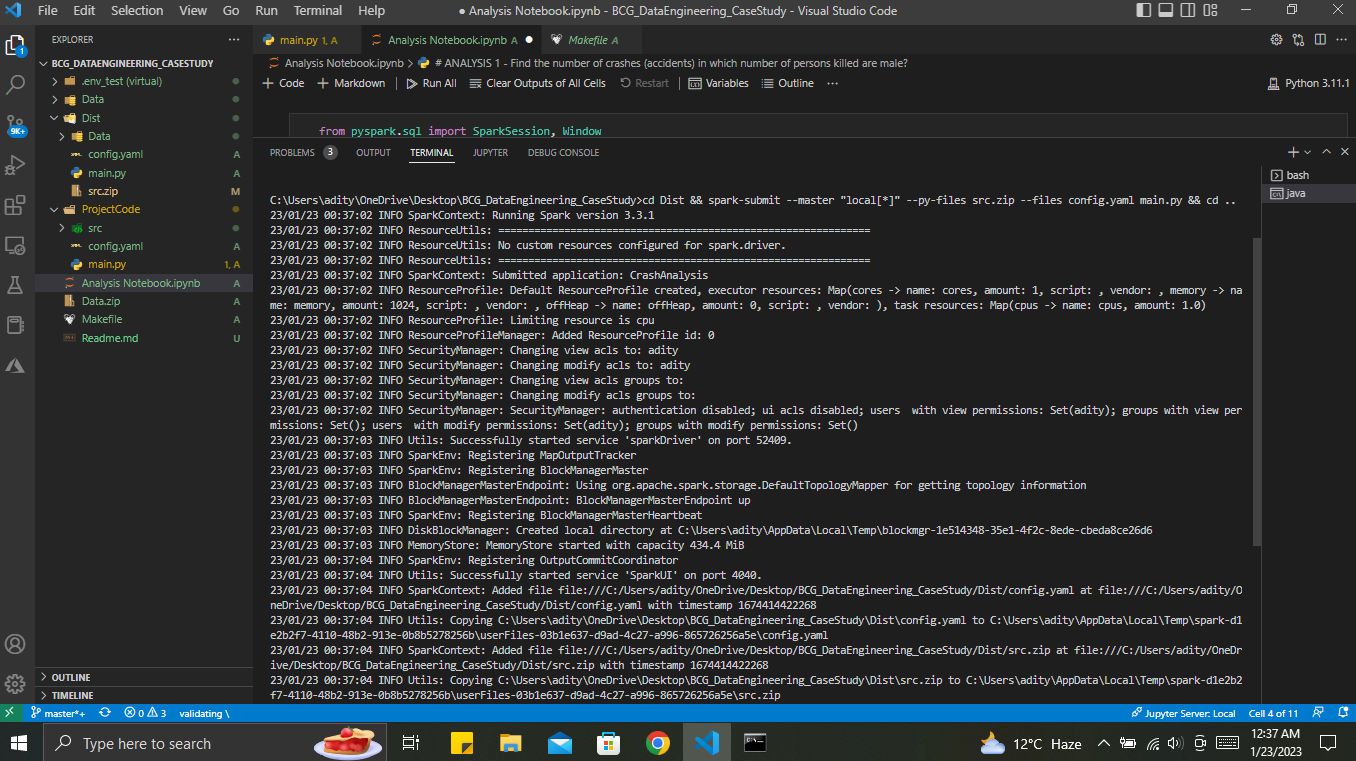 File Edit Selection View Go Run Terminal Help
● Analysis Notebook.ipynb - BCG_DataEngineering_CaseStudy - Visual Studio Code
EXPLORER ...
BCG_DATAENGINEERING_CASESTUDY
.env_test (virtual)
Data
Dist
Data
config.yaml A
main.py A
src.zip M
ProjectCode
src
config.yaml A
main.py 1, A
Analysis Notebook.ipynb A
Data.zip A
Makefile A
Readme.md U
OUTLINE
TIMELINE
1
9K+
main.py 1, A
Analysis Notebook.ipynb A ●
Makefile A
Analysis Notebook.ipynb > # ANALYSIS 1 - Find the number of crashes (accidents) in which number of persons killed are male?
+ Code + Markdown Run All Clear Outputs of All Cells Restart Variables Outline ...
Python 3.11.1
from pyspark.sql import SparkSession, Window
PROBLEMS 3 OUTPUT TERMINAL JUPYTER DEBUG CONSOLE
bash
java
C:\Users\adity\OneDrive\Desktop\BCG_DataEngineering_CaseStudy>cd Dist && spark-submit --master "local[*]" --py-files src.zip --files config.yaml main.py && cd ..
23/01/23 00:37:02 INFO SparkContext: Running Spark version 3.3.1
23/01/23 00:37:02 INFO ResourceUtils: ==============================================================
23/01/23 00:37:02 INFO ResourceUtils: No custom resources configured for spark.driver.
23/01/23 00:37:02 INFO ResourceUtils: ==============================================================
23/01/23 00:37:02 INFO SparkContext: Submitted application: CrashAnalysis
23/01/23 00:37:02 INFO ResourceProfile: Default ResourceProfile created, executor resources: Map(cores -> name: cores, amount: 1, script: , vendor: , memory -> na
me: memory, amount: 1024, script: , vendor: , offHeap -> name: offHeap, amount: 0, script: , vendor: ), task resources: Map(cpus -> name: cpus, amount: 1.0)
23/01/23 00:37:02 INFO ResourceProfile: Limiting resource is cpu
23/01/23 00:37:02 INFO ResourceProfileManager: Added ResourceProfile id: 0
23/01/23 00:37:02 INFO SecurityManager: Changing view acls to: adity
23/01/23 00:37:02 INFO SecurityManager: Changing modify acls to: adity
23/01/23 00:37:02 INFO SecurityManager: Changing view acls groups to:
23/01/23 00:37:02 INFO SecurityManager: Changing modify acls groups to:
23/01/23 00:37:02 INFO SecurityManager: SecurityManager: authentication disabled; ui acls disabled; users  with view permissions: Set(adity); groups with view per
missions: Set(); users  with modify permissions: Set(adity); groups with modify permissions: Set()
23/01/23 00:37:03 INFO Utils: Successfully started service 'sparkDriver' on port 52409.
23/01/23 00:37:03 INFO SparkEnv: Registering MapOutputTracker
23/01/23 00:37:03 INFO SparkEnv: Registering BlockManagerMaster
23/01/23 00:37:03 INFO BlockManagerMasterEndpoint: Using org.apache.spark.storage.DefaultTopologyMapper for getting topology information
23/01/23 00:37:03 INFO BlockManagerMasterEndpoint: BlockManagerMasterEndpoint up
23/01/23 00:37:03 INFO SparkEnv: Registering BlockManagerMasterHeartbeat
23/01/23 00:37:03 INFO DiskBlockManager: Created local directory at C:\Users\adity\AppData\Local\Temp\blockmgr-1e514348-35e1-4f2c-8ede-cbeda8ce26d6
23/01/23 00:37:03 INFO MemoryStore: MemoryStore started with capacity 434.4 MiB
23/01/23 00:37:04 INFO SparkEnv: Registering OutputCommitCoordinator
23/01/23 00:37:04 INFO Utils: Successfully started service 'SparkUI' on port 4040.
23/01/23 00:37:04 INFO SparkContext: Added file file:///C:/Users/adity/OneDrive/Desktop/BCG_DataEngineering_CaseStudy/Dist/config.yaml at file:///C:/Users/adity/O
neDrive/Desktop/BCG_DataEngineering_CaseStudy/Dist/config.yaml with timestamp 1674414422268
23/01/23 00:37:04 INFO Utils: Copying C:\Users\adity\OneDrive\Desktop\BCG_DataEngineering_CaseStudy\Dist\config.yaml to C:\Users\adity\AppData\Local\Temp\spark-d1
e2b2f7-4110-48b2-913e-0b8b5278256b\userFiles-03b1e637-d9ad-4c27-a996-865726256a5e\config.yaml
23/01/23 00:37:04 INFO SparkContext: Added file file:///C:/Users/adity/OneDrive/Desktop/BCG_DataEngineering_CaseStudy/Dist/src.zip at file:///C:/Users/adity/OneDr
ive/Desktop/BCG_DataEngineering_CaseStudy/Dist/src.zip with timestamp 1674414422268
23/01/23 00:37:04 INFO Utils: Copying C:\Users\adity\OneDrive\Desktop\BCG_DataEngineering_CaseStudy\Dist\src.zip to C:\Users\adity\AppData\Local\Temp\spark-d1e2b2
f7-4110-48b2-913e-0b8b5278256b\userFiles-03b1e637-d9ad-4c27-a996-865726256a5e\src.zip
master*+ 0 3 validating \
Jupyter Server: Local Cell 4 of 11
Type here to search
12°C Haze
12:37 AM
1/23/2023